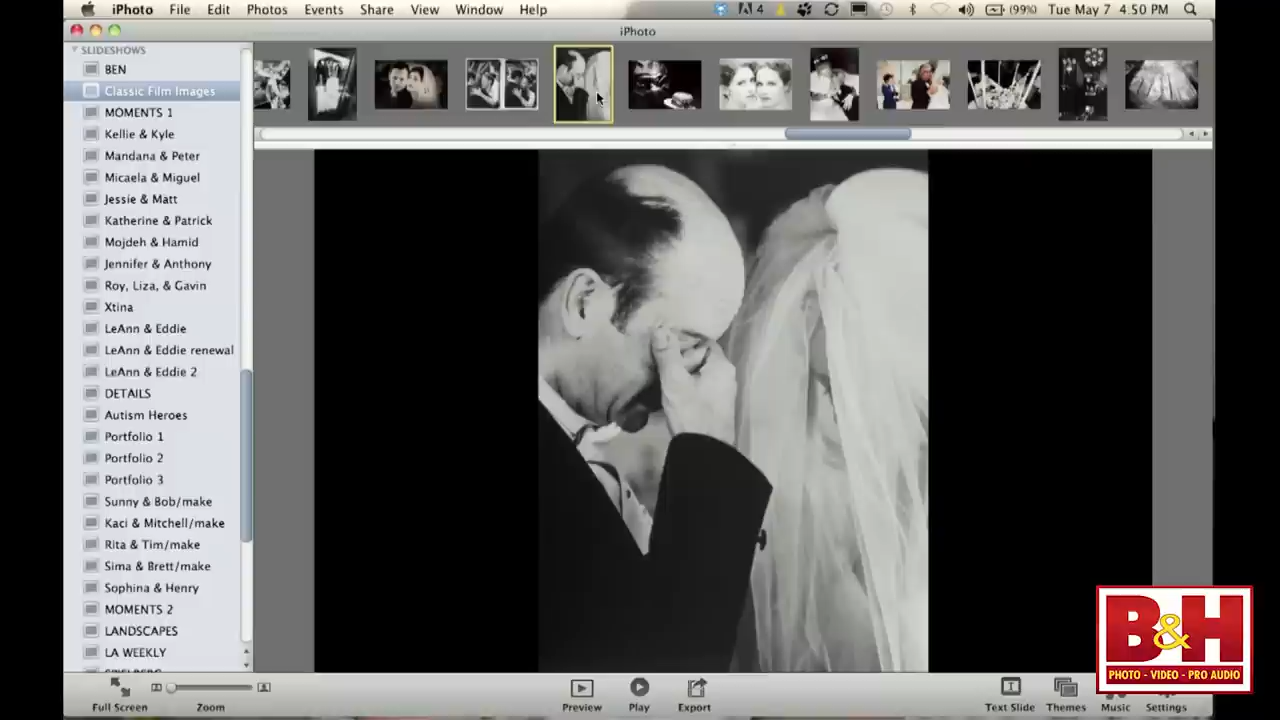 iPhoto File Edit Photos Events Share View Window Help
4 (99%) Tue May 7 4:50 PM
iPhoto
SLIDESHOWS
BEN
Classic Film Images
MOMENTS 1
Kellie & Kyle
Mandana & Peter
Micaela & Miguel
Jessie & Matt
Katherine & Patrick
Mojdeh & Hamid
Jennifer & Anthony
Roy, Liza, & Gavin
Xtina
LeAnn & Eddie
LeAnn & Eddie renewal
LeAnn & Eddie 2
DETAILS
Autism Heroes
Portfolio 1
Portfolio 2
Portfolio 3
Sunny & Bob/make
Kaci & Mitchell/make
Rita & Tim/make
Sima & Brett/make
Sophina & Henry
MOMENTS 2
LANDSCAPES
LA WEEKLY
B&H
PHOTO - VIDEO - PRO AUDIO
Full Screen Zoom Preview Play Export Text Slide Themes Music Settings